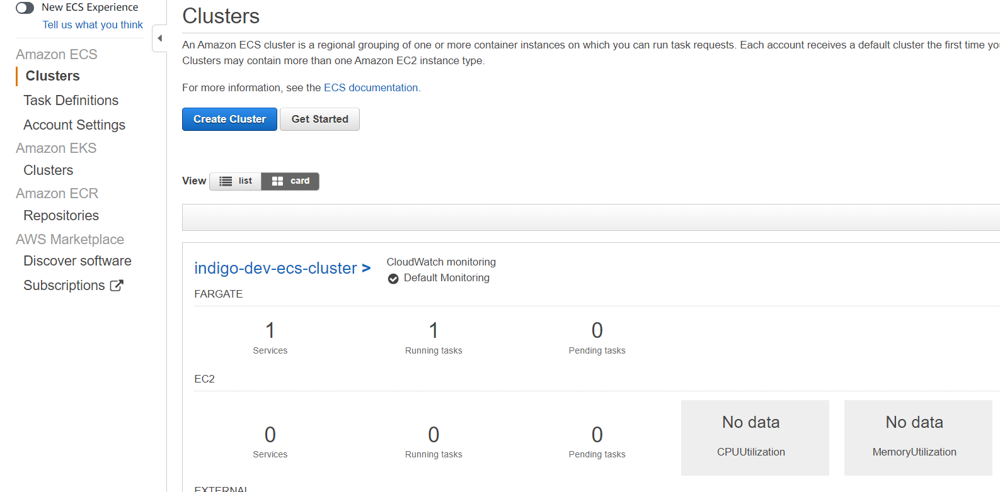 New ECS Experience
Tell us what you think
Amazon ECS
Clusters
Task Definitions
Account Settings
Amazon EKS
Clusters
Amazon ECR
Repositories
AWS Marketplace
Discover software
Subscriptions
Clusters
An Amazon ECS cluster is a regional grouping of one or more container instances on which you can run task requests. Each account receives a default cluster the first time yo
Clusters may contain more than one Amazon EC2 instance type.
For more information, see the ECS documentation.
Create Cluster Get Started
View list card
indigo-dev-ecs-cluster >
CloudWatch monitoring
Default Monitoring
FARGATE
1 1 0
Services Running tasks Pending tasks
EC2
0 0 0 No data No data
Services Running tasks Pending tasks CPUUtilization MemoryUtilization
EXTERNAL